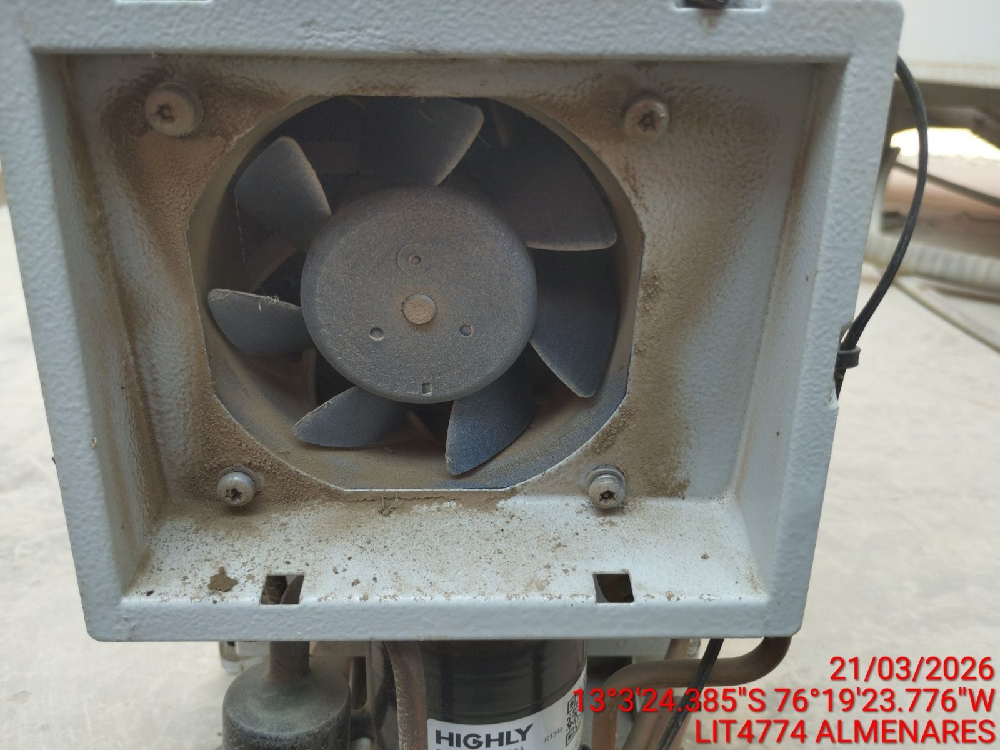 HIGHLY
R134a
21/03/2026
13°3'24.385"S 76°19'23.776"W
LIT4774 ALMENARES